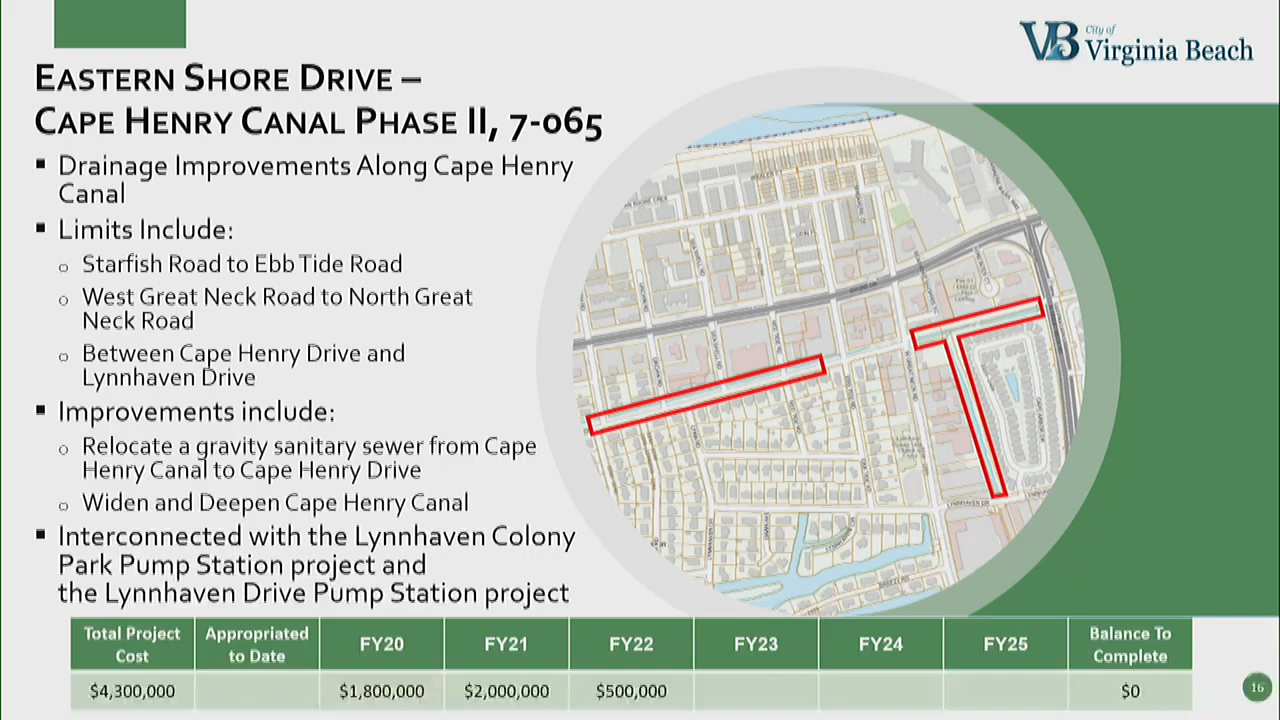 City of
VB Virginia Beach
EASTERN SHORE DRIVE –
CAPE HENRY CANAL PHASE II, 7-065
▪ Drainage Improvements Along Cape Henry
Canal
▪ Limits Include:
o Starfish Road to Ebb Tide Road
o West Great Neck Road to North Great
Neck Road
o Between Cape Henry Drive and
Lynnhaven Drive
▪ Improvements include:
o Relocate a gravity sanitary sewer from Cape
Henry Canal to Cape Henry Drive
o Widen and Deepen Cape Henry Canal
▪ Interconnected with the Lynnhaven Colony
Park Pump Station project and
the Lynnhaven Drive Pump Station project
LYNNHAVEN DR
Total Project Cost Appropriated to Date FY20 FY21 FY22 FY23 FY24 FY25 Balance To Complete
$4,300,000 $1,800,000 $2,000,000 $500,000 $0
16